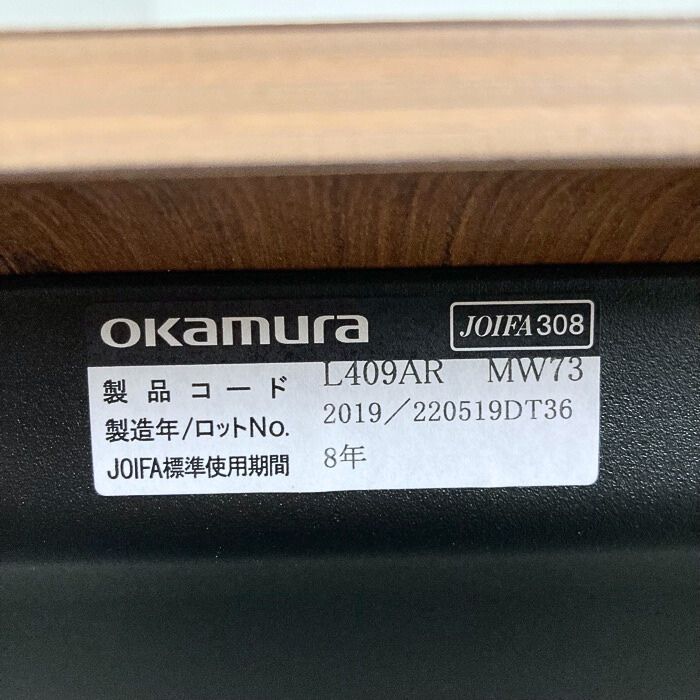 okamura JOIFA308
製品コード L409AR MW73
製造年/ロットNo. 2019/220519DT36
JOIFA標準使用期間 8年